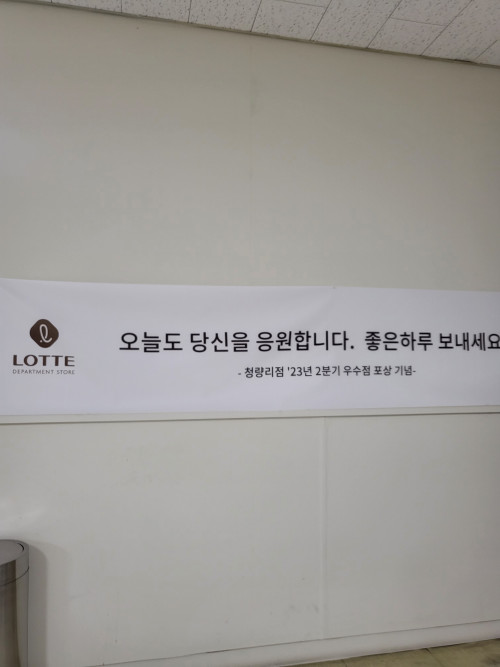 LOTTE
DEPARTMENT STORE
오늘도 당신을 응원합니다. 좋은하루 보내세요
- 청량리점 '23년 2분기 우수점 포상 기념-